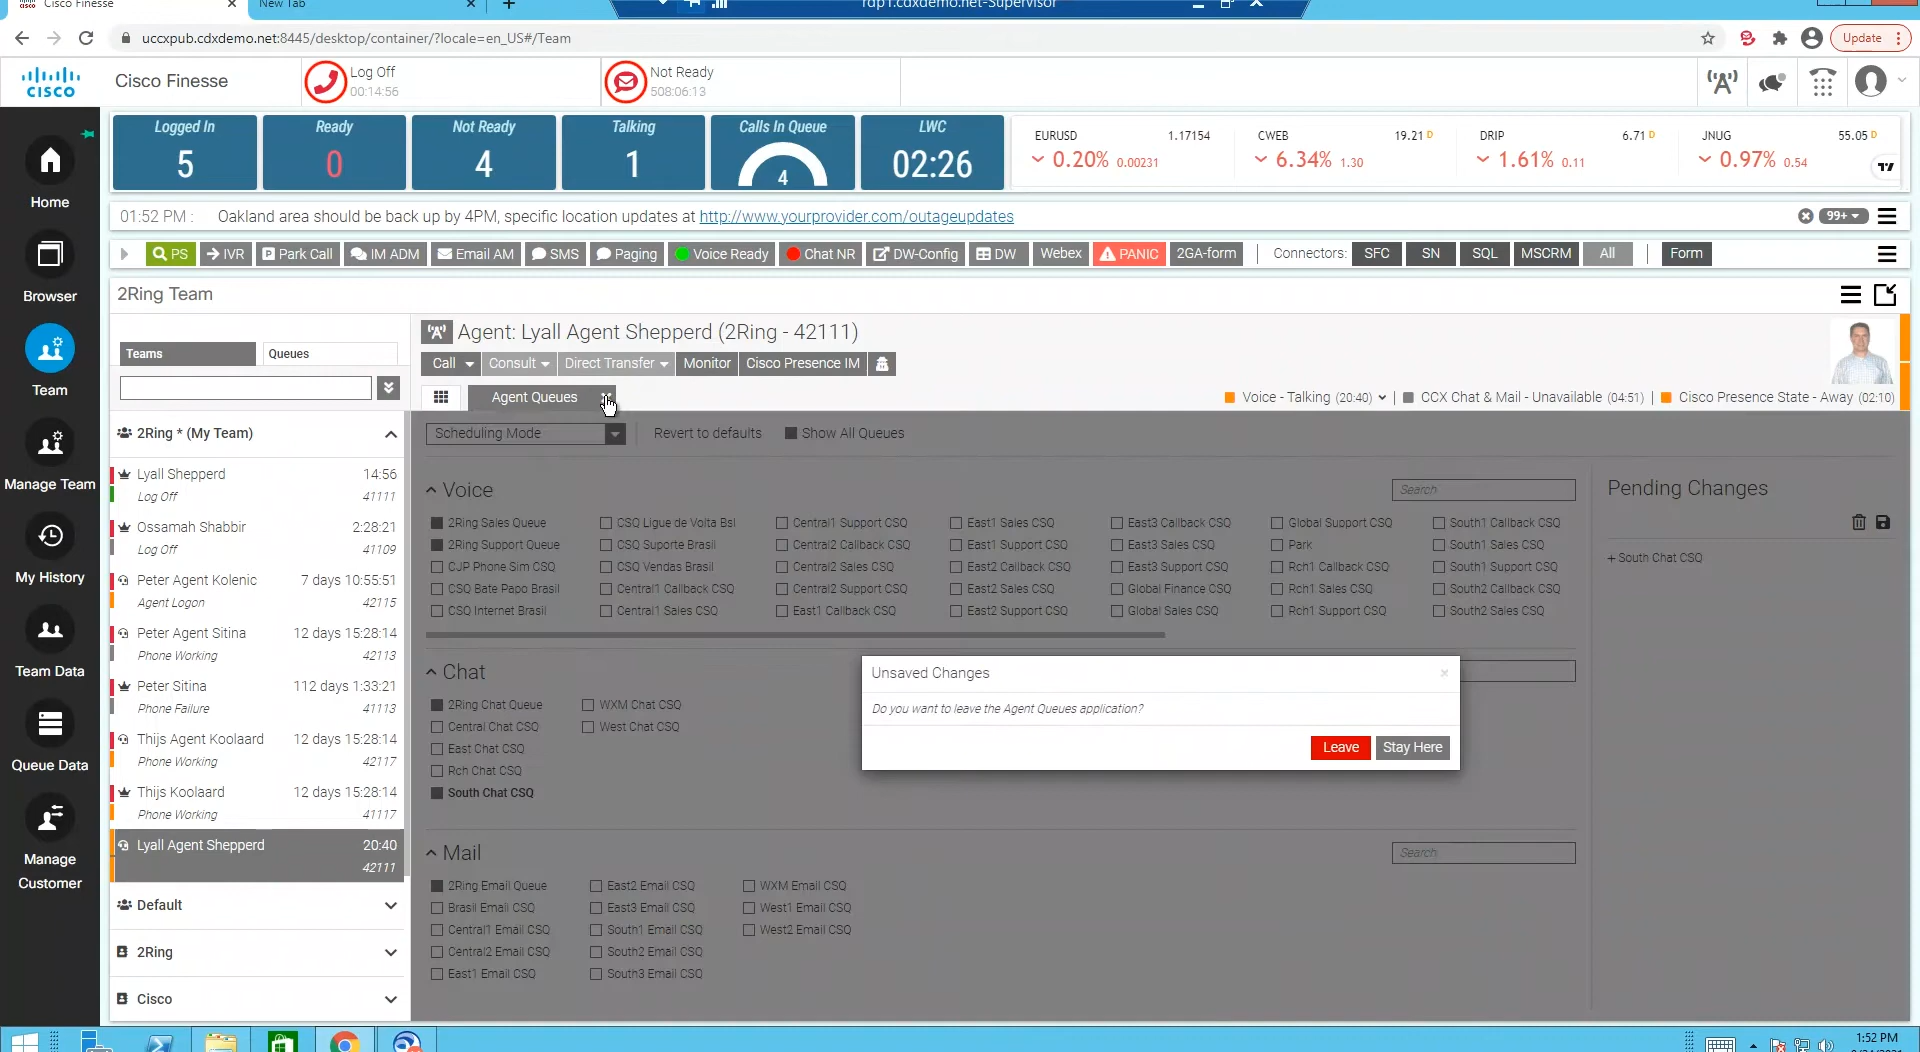 Cisco Finesse
New Tab
rdp1.cdxdemo.net-Supervisor
uccxpub.cdxdemo.net:8445/desktop/container/?locale=en_US#/Team
Update
CISCO
Cisco Finesse
Log Off
00:14:56
Not Ready
508:06:13
Logged In
5
Ready
0
Not Ready
4
Talking
1
Calls In Queue
4
LWC
02:26
EURUSD 1.17154
0.20% 0.00231
CWEB 19.21 D
6.34% 1.30
DRIP 6.71 D
1.61% 0.11
JNUG 55.05 D
0.97% 0.54
01:52 PM : Oakland area should be back up by 4PM, specific location updates at http://www.yourprovider.com/outageupdates
99+
PS IVR Park Call IM ADM Email AM SMS Paging Voice Ready Chat NR DW-Config DW Webex PANIC 2GA-form Connectors: SFC SN SQL MSCRM All Form
Home
Browser
Team
Manage Team
My History
Team Data
Queue Data
Manage
Customer
2Ring Team
Teams Queues
2Ring * (My Team)
Lyall Shepperd 14:56
Log Off 41111
Ossamah Shabbir 2:28:21
Log Off 41109
Peter Agent Kolenic 7 days 10:55:51
Agent Logon 42115
Peter Agent Sitina 12 days 15:28:14
Phone Working 42113
Peter Sitina 112 days 1:33:21
Phone Failure 41113
Thijs Agent Koolaard 12 days 15:28:14
Phone Working 42117
Thijs Koolaard 12 days 15:28:14
Phone Working 41117
Lyall Agent Shepperd 20:40
42111
Default
2Ring
Cisco
Agent: Lyall Agent Shepperd (2Ring - 42111)
Call Consult Direct Transfer Monitor Cisco Presence IM
Agent Queues
Voice - Talking (20:40) | CCX Chat & Mail - Unavailable (04:51) | Cisco Presence State - Away (02:10)
Scheduling Mode Revert to defaults Show All Queues
Voice Search
2Ring Sales Queue CSQ Ligue de Volta Bsl Central1 Support CSQ East1 Sales CSQ East3 Callback CSQ Global Support CSQ South1 Callback CSQ
2Ring Support Queue CSQ Suporte Brasil Central2 Callback CSQ East1 Support CSQ East3 Sales CSQ Park South1 Sales CSQ
CJP Phone Sim CSQ CSQ Vendas Brasil Central2 Sales CSQ East2 Callback CSQ East3 Support CSQ Rch1 Callback CSQ South1 Support CSQ
CSQ Bate Papo Brasil Central1 Callback CSQ Central2 Support CSQ East2 Sales CSQ Global Finance CSQ Rch1 Sales CSQ South2 Callback CSQ
CSQ Internet Brasil Central1 Sales CSQ East1 Callback CSQ East2 Support CSQ Global Sales CSQ Rch1 Support CSQ South2 Sales CSQ
Pending Changes
+ South Chat CSQ
Chat
2Ring Chat Queue WXM Chat CSQ
Central Chat CSQ West Chat CSQ
East Chat CSQ
Rch Chat CSQ
South Chat CSQ
Unsaved Changes
Do you want to leave the Agent Queues application?
Leave Stay Here
Mail Search
2Ring Email Queue East2 Email CSQ WXM Email CSQ
Brasil Email CSQ East3 Email CSQ West1 Email CSQ
Central1 Email CSQ South1 Email CSQ West2 Email CSQ
Central2 Email CSQ South2 Email CSQ
East1 Email CSQ South3 Email CSQ
1:52 PM